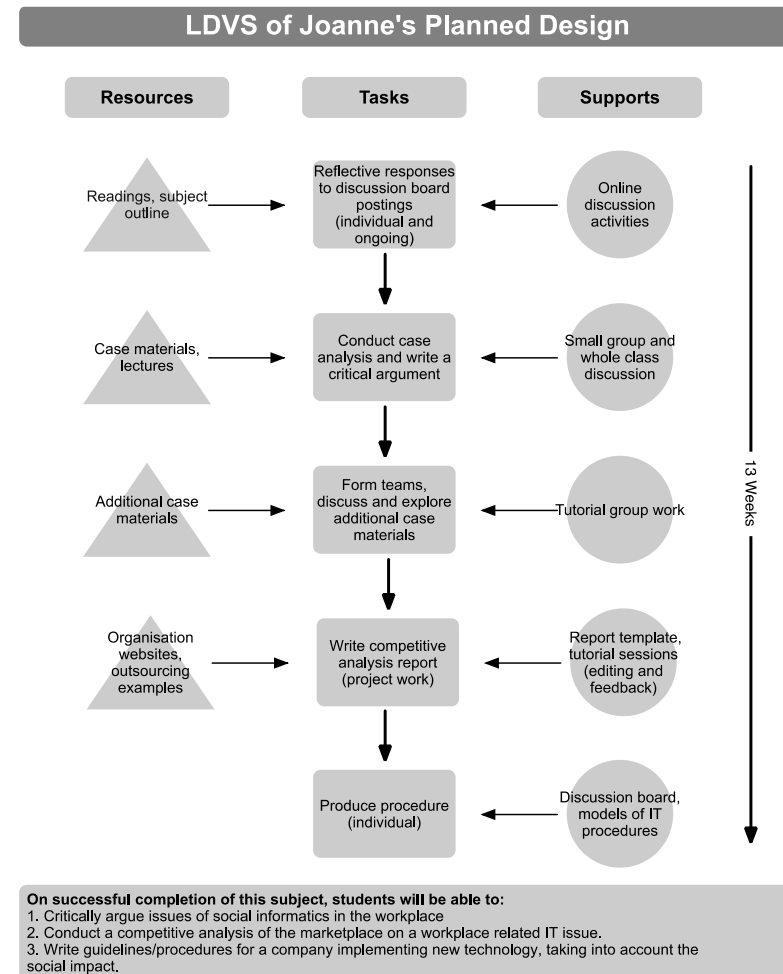 LDVS of Joanne's Planned Design
Resources
Tasks
Supports
Readings, subject
outline
Reflective responses
to discussion board
postings
(individual and
ongoing)
Online
discussion
activities
Case materials,
lectures
Conduct case
analysis and write a
critical argument
Small group and
whole class
discussion
Additional case
materials
Form teams,
discuss and explore
additional case
materials
Tutorial group work
13 Weeks
Organisation
websites,
outsourcing
examples
Write competitive
analysis report
(project work)
Report template,
tutorial sessions
(editing and
feedback)
Produce procedure
(individual)
Discussion board,
models of IT
procedures
On successful completion of this subject, students will be able to:
1. Critically argue issues of social informatics in the workplace
2. Conduct a competitive analysis of the marketplace on a workplace related IT issue.
3. Write guidelines/procedures for a company implementing new technology, taking into account the
social impact.